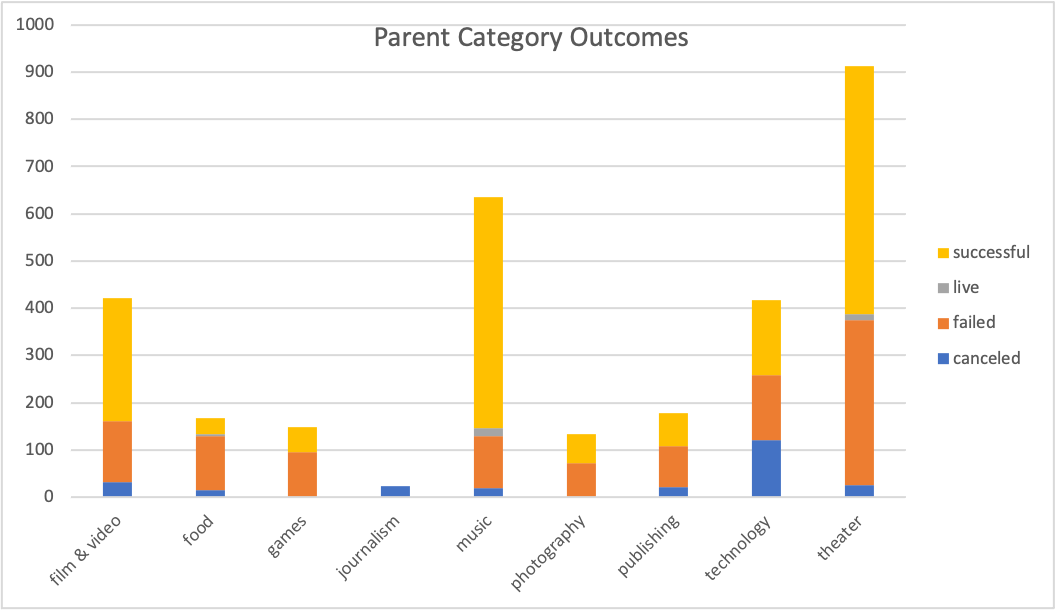 Parent Category Outcomes
1000
900
800
700
600
500
400
300
200
100
0
film & video
food
games
journalism
music
photography
publishing
technology
theater
successful
live
failed
canceled